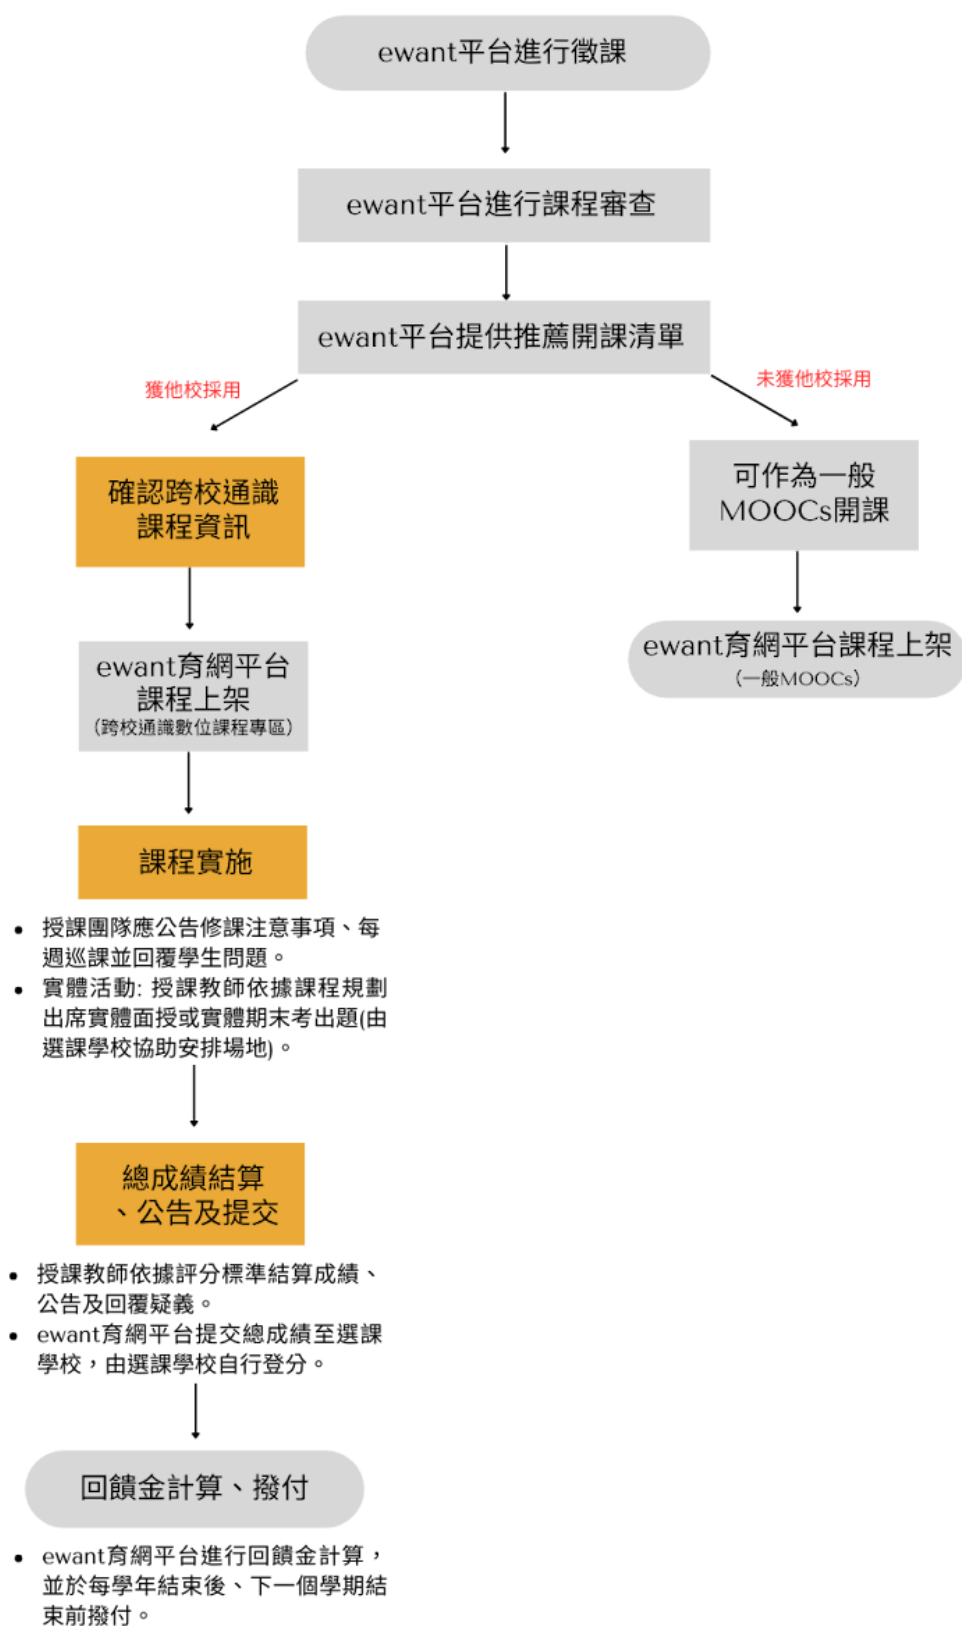 ewant平台進行徵課
ewant平台進行課程審查
ewant平台提供推薦開課清單
獲他校採用
未獲他校採用
確認跨校通識
課程資訊
可作為一般
MOOCs開課
ewant育網平台
課程上架
（跨校通識數位課程專區）
ewant育網平台課程上架
（一般MOOCs）
課程實施
• 授課團隊應公告修課注意事項、每
週巡課並回覆學生問題。
• 實體活動: 授課教師依據課程規劃
出席實體面授或實體期末考出題(由
選課學校協助安排場地)。
總成績結算
、公告及提交
• 授課教師依據評分標準結算成績、
公告及回覆疑義。
• ewant育網平台提交總成績至選課
學校，由選課學校自行登分。
回饋金計算、撥付
• ewant育網平台進行回饋金計算，
並於每學年結束後、下一個學期結
束前撥付。